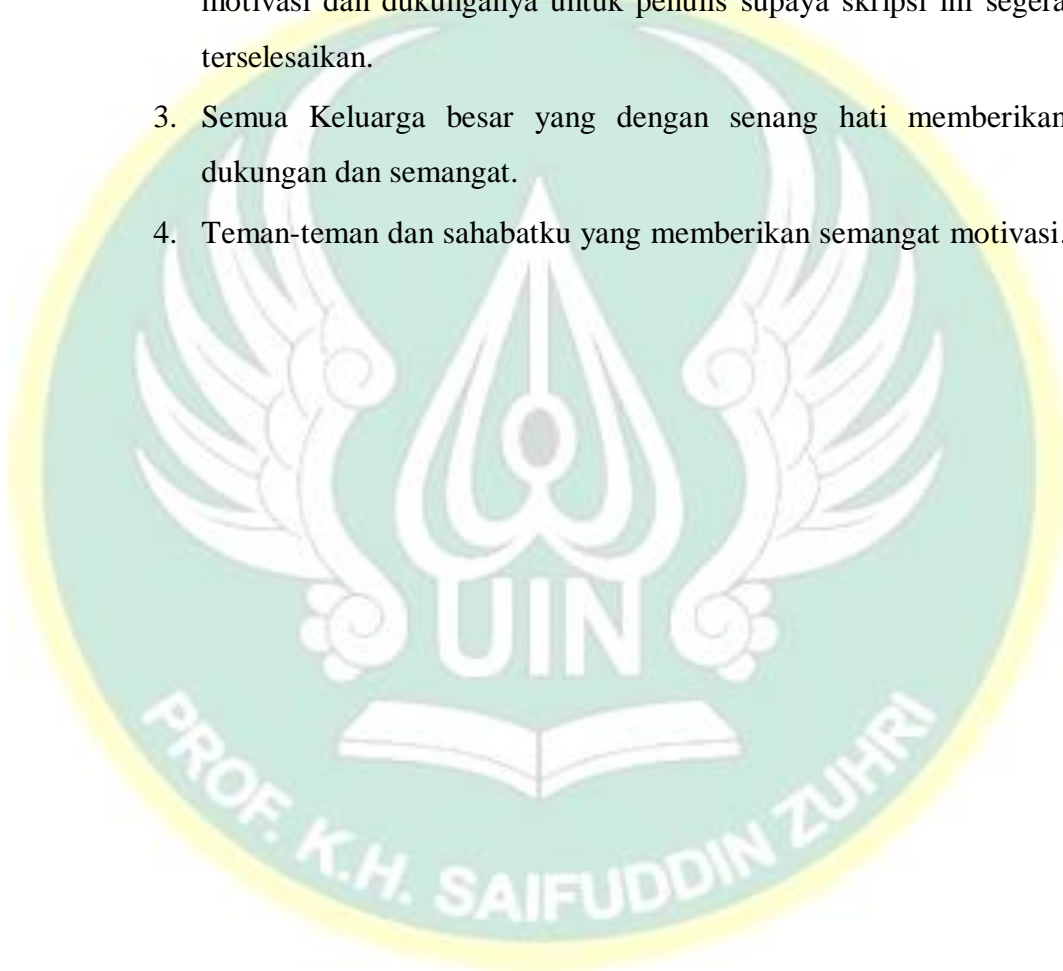 motivasi dan dukunganya untuk penulis supaya skripsi ini segera
terselesaikan.
3. Semua Keluarga besar yang dengan senang hati memberikan
dukungan dan semangat.
4. Teman-teman dan sahabatku yang memberikan semangat motivasi.
UIN
PROF. K.H. SAIFUDDIN ZUHRI